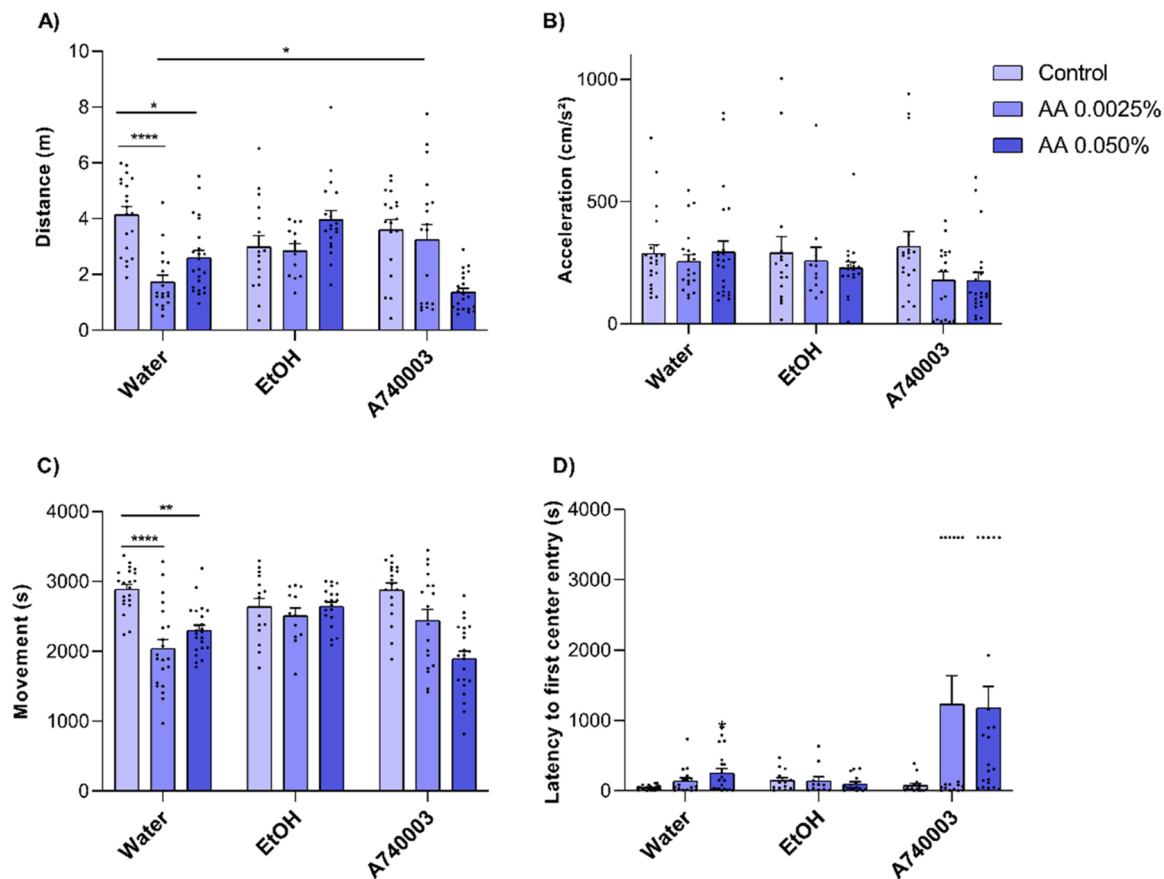 A)
Distance (m)
10
8
6
4
2
0
*
*
****
Water
EtOH
A740003
B)
Acceleration (cm/s²)
1000
500
0
Water
EtOH
A740003
Control
AA 0.0025%
AA 0.050%
C)
Movement (s)
4000
3000
2000
1000
0
**
****
Water
EtOH
A740003
D)
Latency to first center entry (s)
4000
3000
2000
1000
0
*
Water
EtOH
A740003